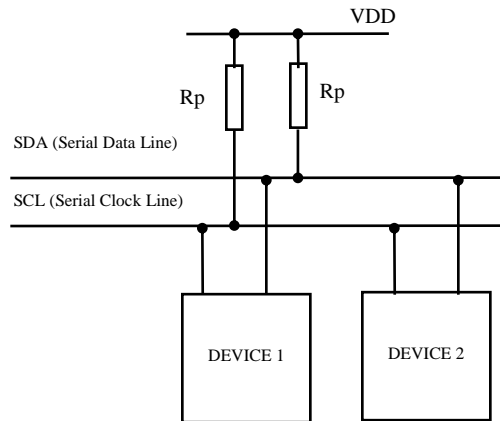 VDD
Rp
Rp
SDA (Serial Data Line)
SCL (Serial Clock Line)
DEVICE 1
DEVICE 2